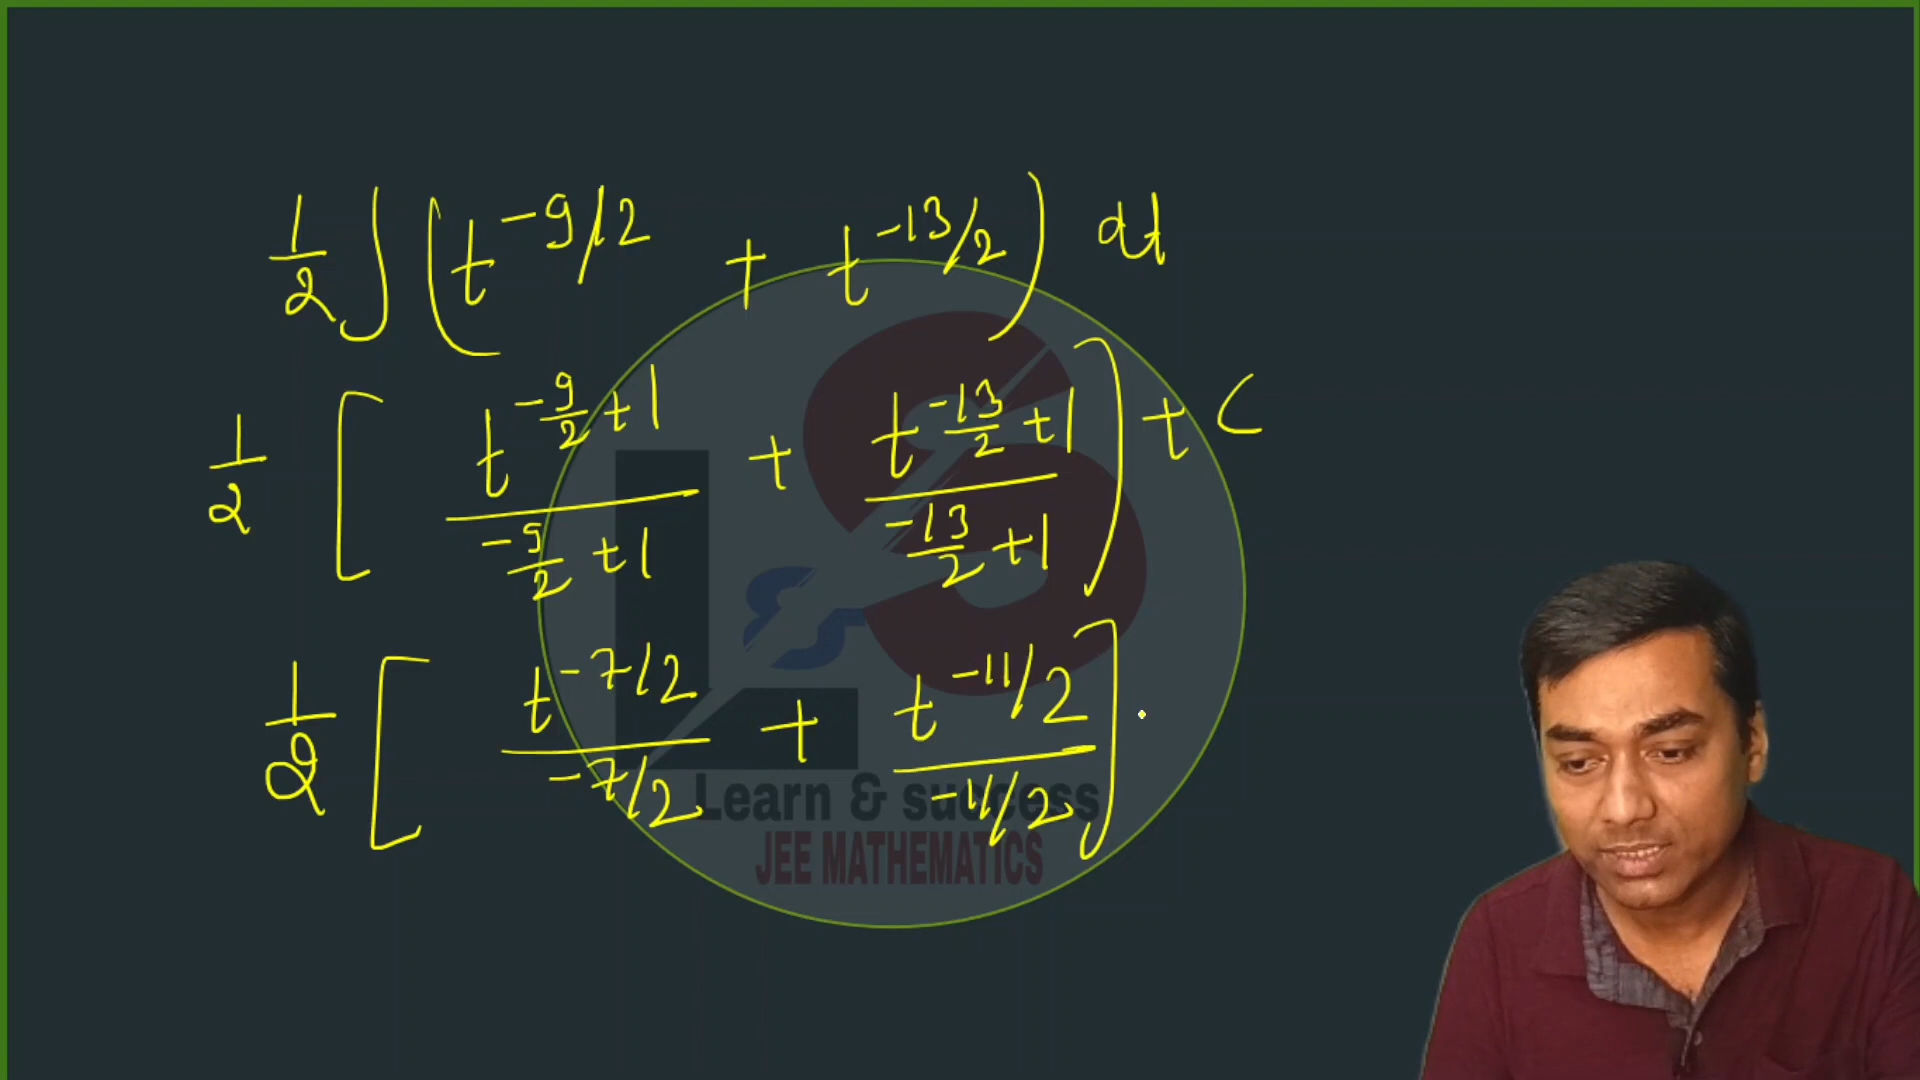 1/2 ∫ (t^(-9/2) + t^(-13/2)) dt
1/2 [ t^(-9/2 + 1) / (-9/2 + 1) + t^(-13/2 + 1) / (-13/2 + 1) ] + C
1/2 [ t^(-7/2) / (-7/2) + t^(-11/2) / (-11/2) ]
L&S
Learn & success
JEE MATHEMATICS